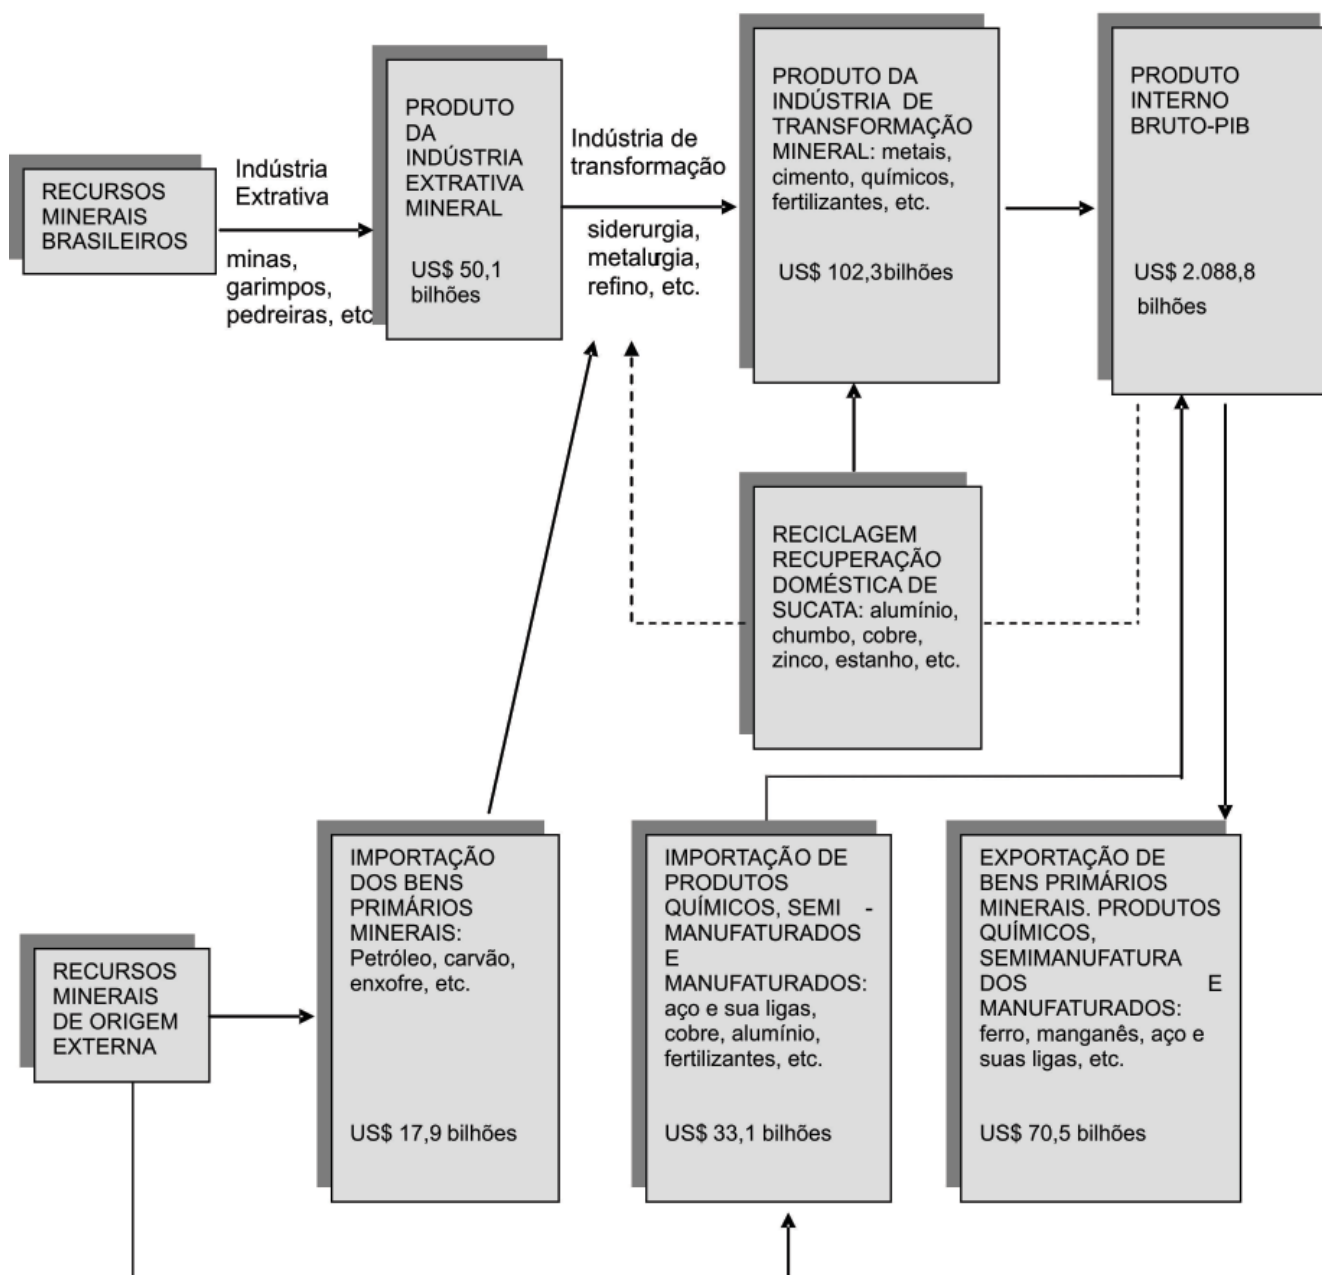 RECURSOS
MINERAIS
BRASILEIROS
Indústria
Extrativa
minas,
garimpos,
pedreiras, etc
PRODUTO
DA
INDÚSTRIA
EXTRATIVA
MINERAL
US$ 50,1
bilhões
Indústria de
transformação
siderurgia,
metalurgia,
refino, etc.
PRODUTO DA
INDÚSTRIA DE
TRANSFORMAÇÃO
MINERAL: metais,
cimento, químicos,
fertilizantes, etc.
US$ 102,3bilhões
PRODUTO
INTERNO
BRUTO-PIB
US$ 2.088,8
bilhões
RECICLAGEM
RECUPERAÇÃO
DOMÉSTICA DE
SUCATA: alumínio,
chumbo, cobre,
zinco, estanho, etc.
RECURSOS
MINERAIS
DE ORIGEM
EXTERNA
IMPORTAÇÃO
DOS BENS
PRIMÁRIOS
MINERAIS:
Petróleo, carvão,
enxofre, etc.
US$ 17,9 bilhões
IMPORTAÇÃO DE
PRODUTOS
QUÍMICOS, SEMI -
MANUFATURADOS
E
MANUFATURADOS:
aço e sua ligas,
cobre, alumínio,
fertilizantes, etc.
US$ 33,1 bilhões
EXPORTAÇÃO DE
BENS PRIMÁRIOS
MINERAIS. PRODUTOS
QUÍMICOS,
SEMIMANUFATURA
DOS E
MANUFATURADOS:
ferro, manganês, aço e
suas ligas, etc.
US$ 70,5 bilhões